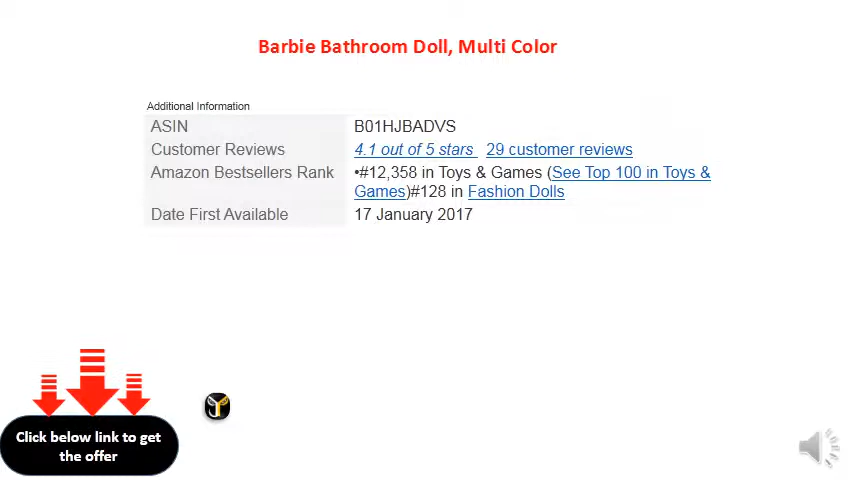 Barbie Bathroom Doll, Multi Color
Additional Information
ASIN B01HJBADVS
Customer Reviews 4.1 out of 5 stars 29 customer reviews
Amazon Bestsellers Rank •#12,358 in Toys & Games (See Top 100 in Toys &
Games)#128 in Fashion Dolls
Date First Available 17 January 2017
Click below link to get
the offer